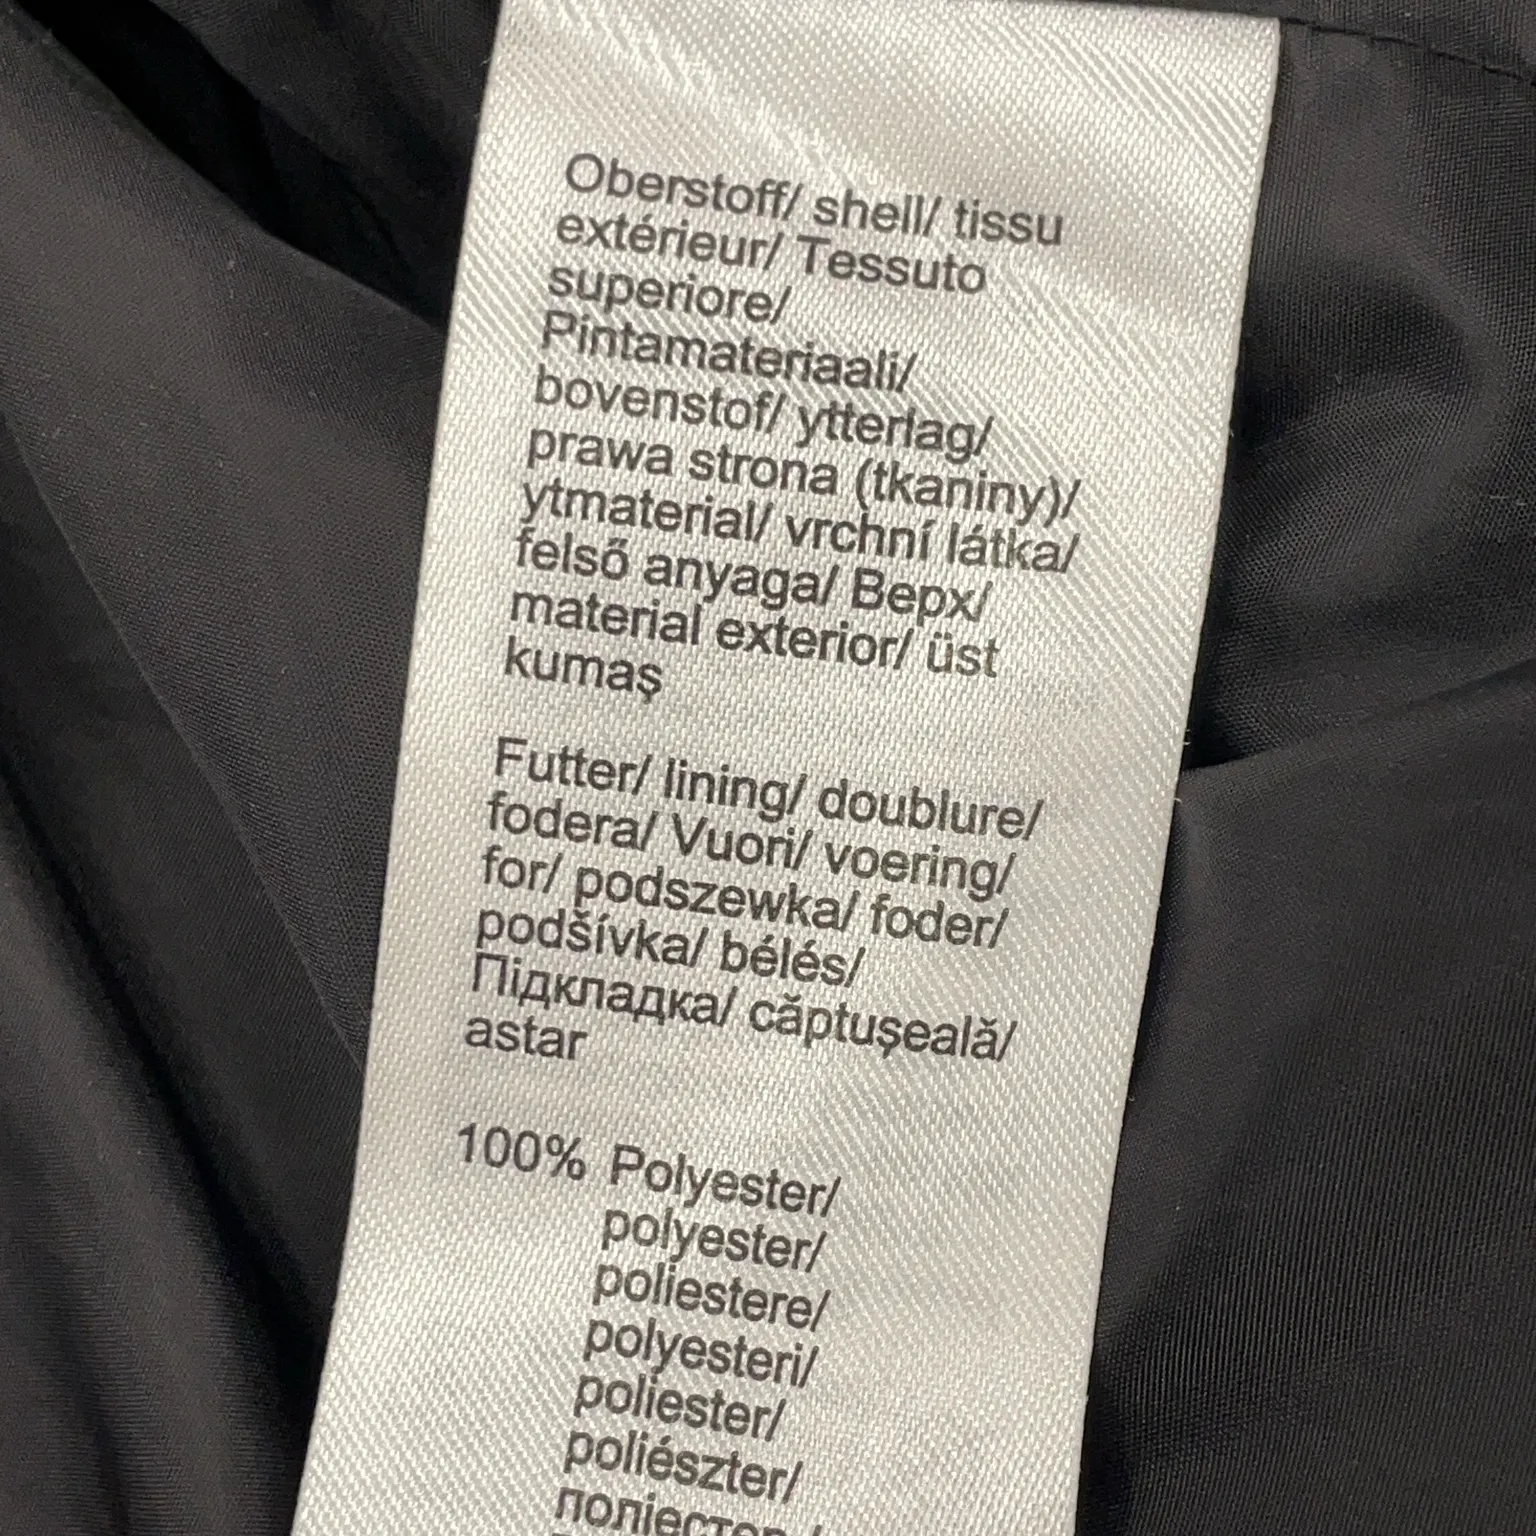 Oberstoff/ shell/ tissu
extérieur/ Tessuto
superiore/
Pintamateriaali/
bovenstof/ ytterlag/
prawa strona (tkaniny)/
ytmaterial/ vrchní látka/
felső anyaga/ Верх/
material exterior/ üst
kumaş
Futter/ lining/ doublure/
fodera/ Vuori/ voering/
for/ podszewka/ foder/
podšívka/ bélés/
Підкладка/ căptuşeală/
astar
100% Polyester/
polyester/
poliestere/
polyesteri/
poliester/
poliészter/